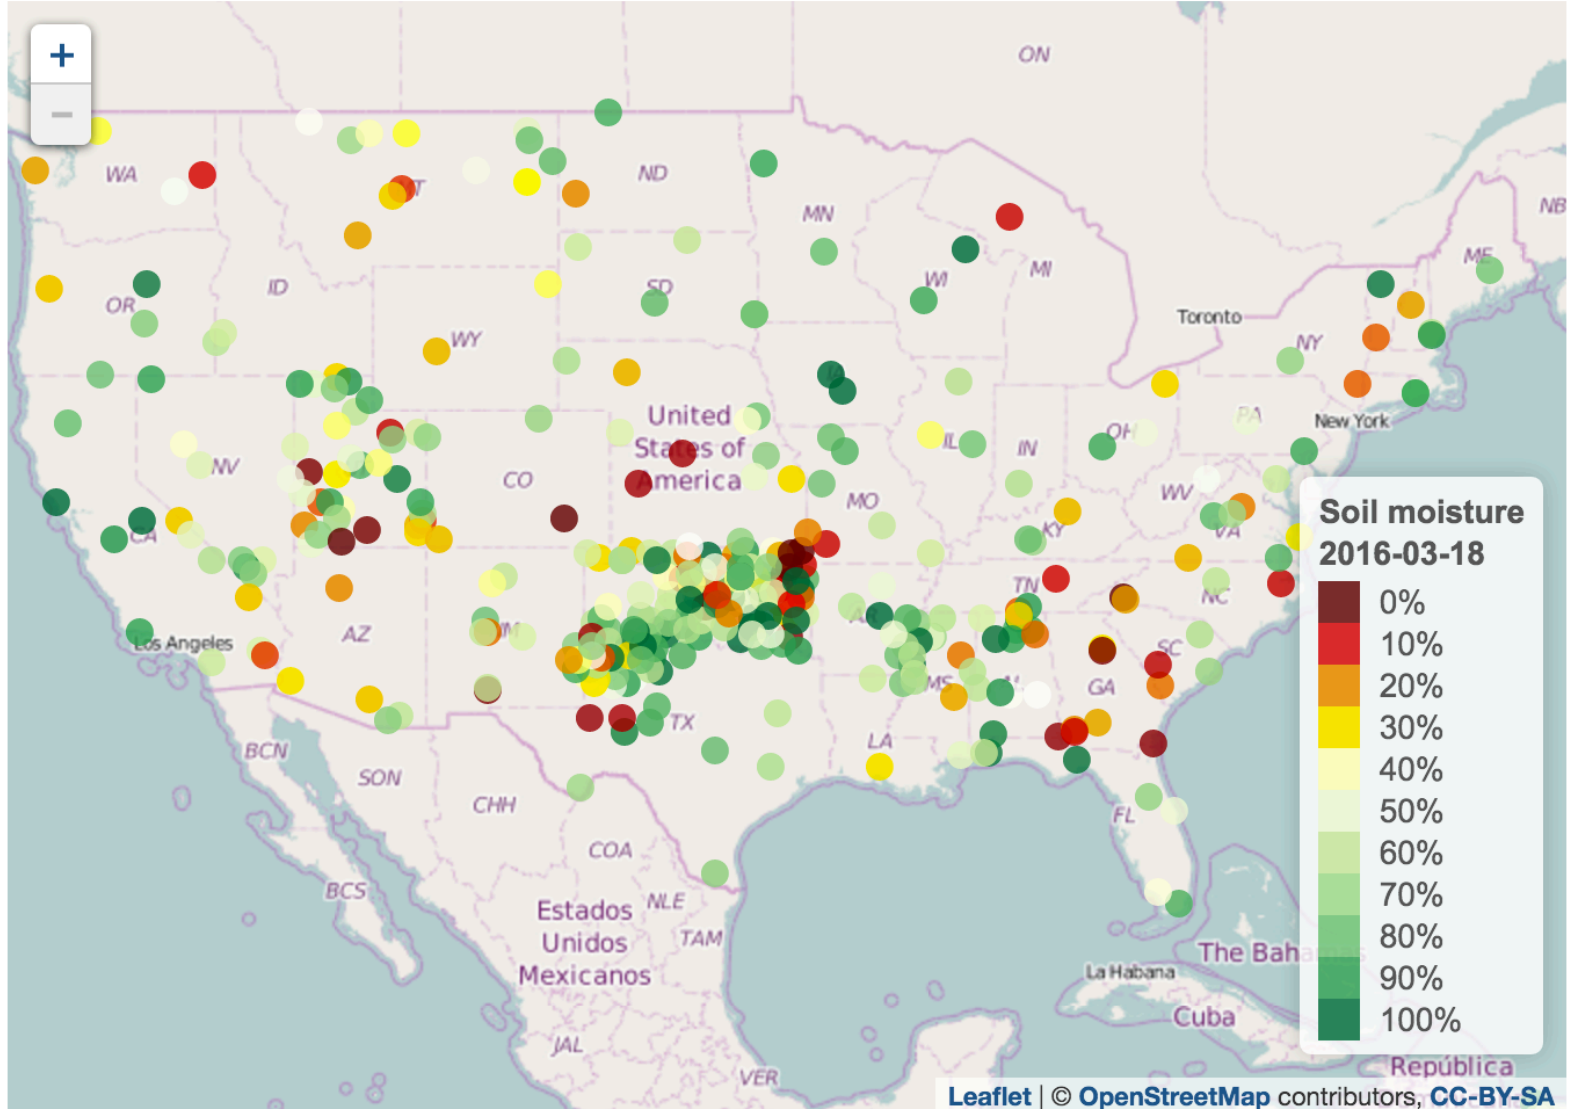 +
−
ON
WA
ND
MN
NB
ME
MI
WI
OR
ID
SD
WY
Toronto
NY
United
States of
America
New York
PA
OH
IL
IN
NV
CO
MO
WV
KY
VA
CA
TN
NC
Los Angeles
AZ
SC
MS
GA
TX
LA
BCN
SON
CHH
FL
COA
BCS
NLE
Estados
Unidos
Mexicanos
TAM
La Habana
The Bahamas
Cuba
JAL
VER
República
Soil moisture
2016-03-18
0%
10%
20%
30%
40%
50%
60%
70%
80%
90%
100%
Leaflet | © OpenStreetMap contributors, CC-BY-SA